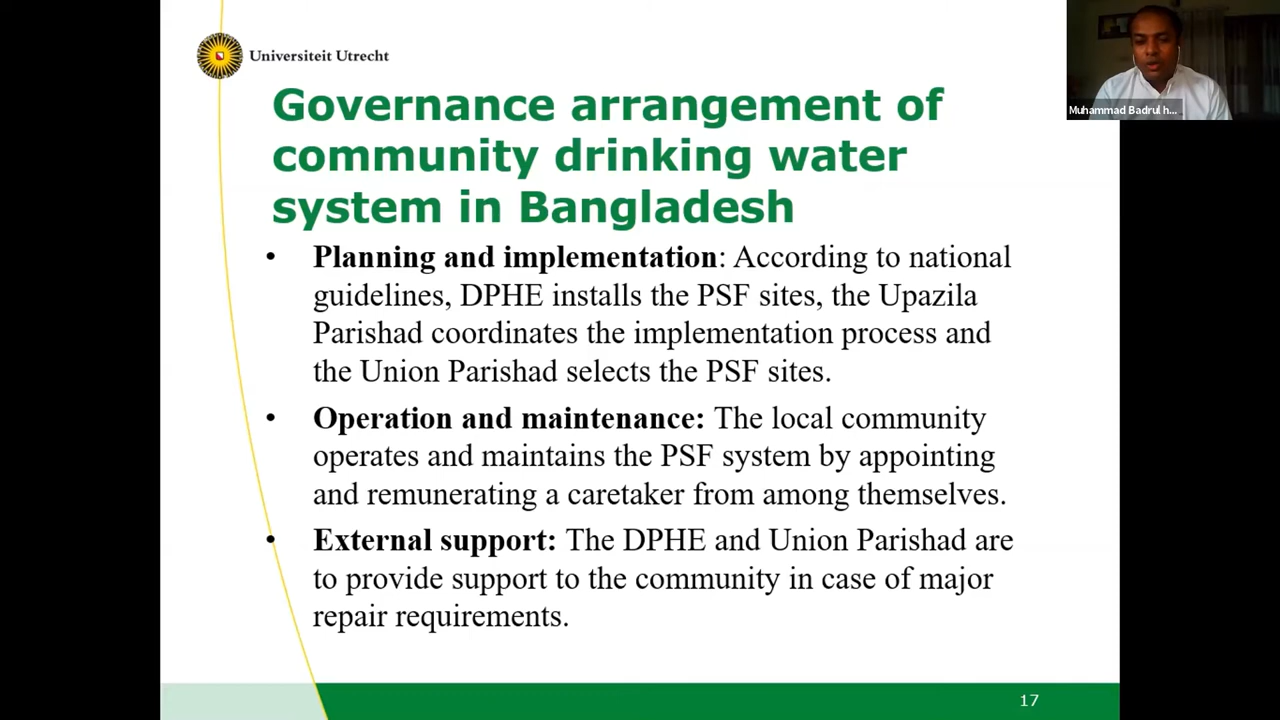 Universiteit Utrecht
Muhammad Badrul h...
Governance arrangement of
community drinking water
system in Bangladesh
• Planning and implementation: According to national
guidelines, DPHE installs the PSF sites, the Upazila
Parishad coordinates the implementation process and
the Union Parishad selects the PSF sites.
• Operation and maintenance: The local community
operates and maintains the PSF system by appointing
and remunerating a caretaker from among themselves.
• External support: The DPHE and Union Parishad are
to provide support to the community in case of major
repair requirements.
17